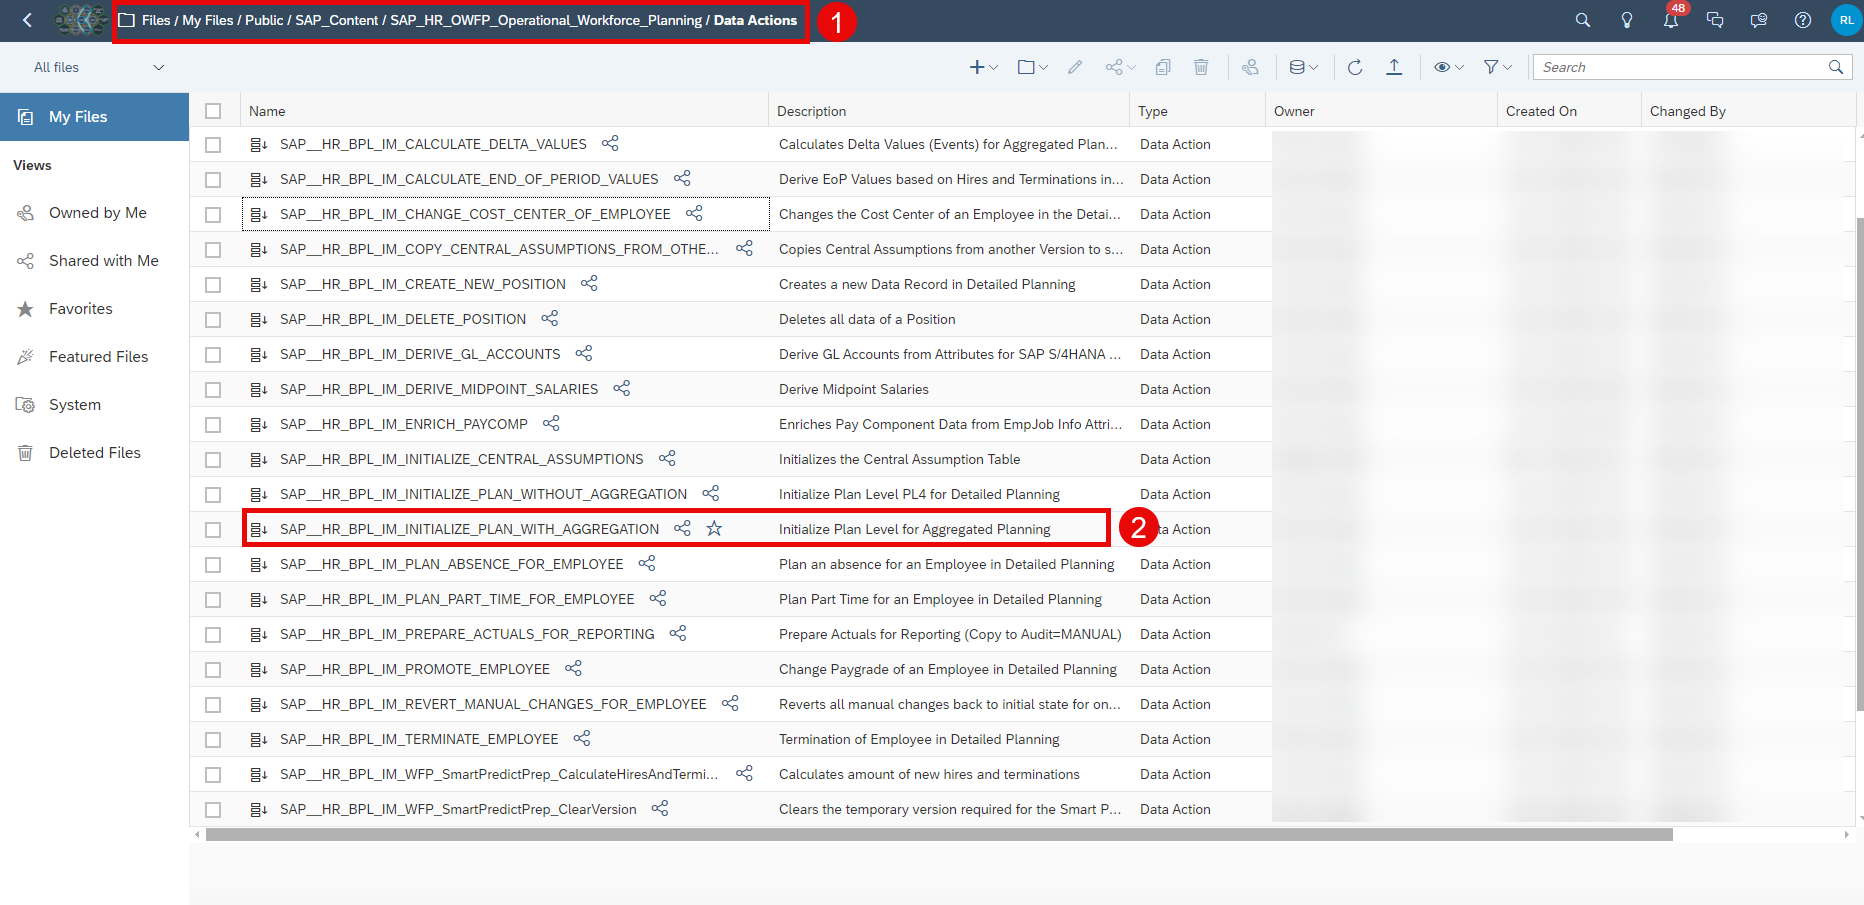 Files / My Files / Public / SAP_Content / SAP_HR_OWFP_Operational_Workforce_Planning / Data Actions
1
48
RL
All files
Search
My Files
Views
Owned by Me
Shared with Me
Favorites
Featured Files
System
Deleted Files
Name Description Type Owner Created On Changed By
SAP__HR_BPL_IM_CALCULATE_DELTA_VALUES Calculates Delta Values (Events) for Aggregated Plan... Data Action
SAP__HR_BPL_IM_CALCULATE_END_OF_PERIOD_VALUES Derive EoP Values based on Hires and Terminations in... Data Action
SAP__HR_BPL_IM_CHANGE_COST_CENTER_OF_EMPLOYEE Changes the Cost Center of an Employee in the Detai... Data Action
SAP__HR_BPL_IM_COPY_CENTRAL_ASSUMPTIONS_FROM_OTHE... Copies Central Assumptions from another Version to s... Data Action
SAP__HR_BPL_IM_CREATE_NEW_POSITION Creates a new Data Record in Detailed Planning Data Action
SAP__HR_BPL_IM_DELETE_POSITION Deletes all data of a Position Data Action
SAP__HR_BPL_IM_DERIVE_GL_ACCOUNTS Derive GL Accounts from Attributes for SAP S/4HANA ... Data Action
SAP__HR_BPL_IM_DERIVE_MIDPOINT_SALARIES Derive Midpoint Salaries Data Action
SAP__HR_BPL_IM_ENRICH_PAYCOMP Enriches Pay Component Data from EmpJob Info Attri... Data Action
SAP__HR_BPL_IM_INITIALIZE_CENTRAL_ASSUMPTIONS Initializes the Central Assumption Table Data Action
SAP__HR_BPL_IM_INITIALIZE_PLAN_WITHOUT_AGGREGATION Initialize Plan Level PL4 for Detailed Planning Data Action
SAP__HR_BPL_IM_INITIALIZE_PLAN_WITH_AGGREGATION Initialize Plan Level for Aggregated Planning 2 Action
SAP__HR_BPL_IM_PLAN_ABSENCE_FOR_EMPLOYEE Plan an absence for an Employee in Detailed Planning Data Action
SAP__HR_BPL_IM_PLAN_PART_TIME_FOR_EMPLOYEE Plan Part Time for an Employee in Detailed Planning Data Action
SAP__HR_BPL_IM_PREPARE_ACTUALS_FOR_REPORTING Prepare Actuals for Reporting (Copy to Audit=MANUAL) Data Action
SAP__HR_BPL_IM_PROMOTE_EMPLOYEE Change Paygrade of an Employee in Detailed Planning Data Action
SAP__HR_BPL_IM_REVERT_MANUAL_CHANGES_FOR_EMPLOYEE Reverts all manual changes back to initial state for on... Data Action
SAP__HR_BPL_IM_TERMINATE_EMPLOYEE Termination of Employee in Detailed Planning Data Action
SAP__HR_BPL_IM_WFP_SmartPredictPrep_CalculateHiresAndTermi... Calculates amount of new hires and terminations Data Action
SAP__HR_BPL_IM_WFP_SmartPredictPrep_ClearVersion Clears the temporary version required for the Smart P... Data Action